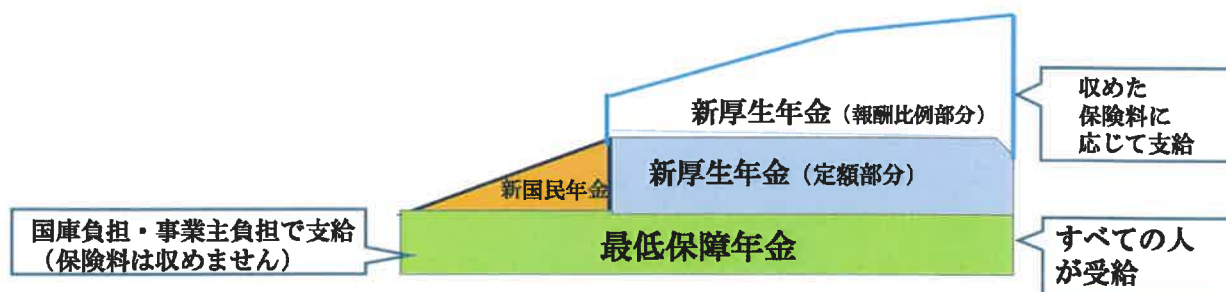 新厚生年金（報酬比例部分）
収めた
保険料に
応じて支給
新厚生年金（定額部分）
新国民年金
国庫負担・事業主負担で支給
（保険料は収めません）
最低保障年金
すべての人
が受給